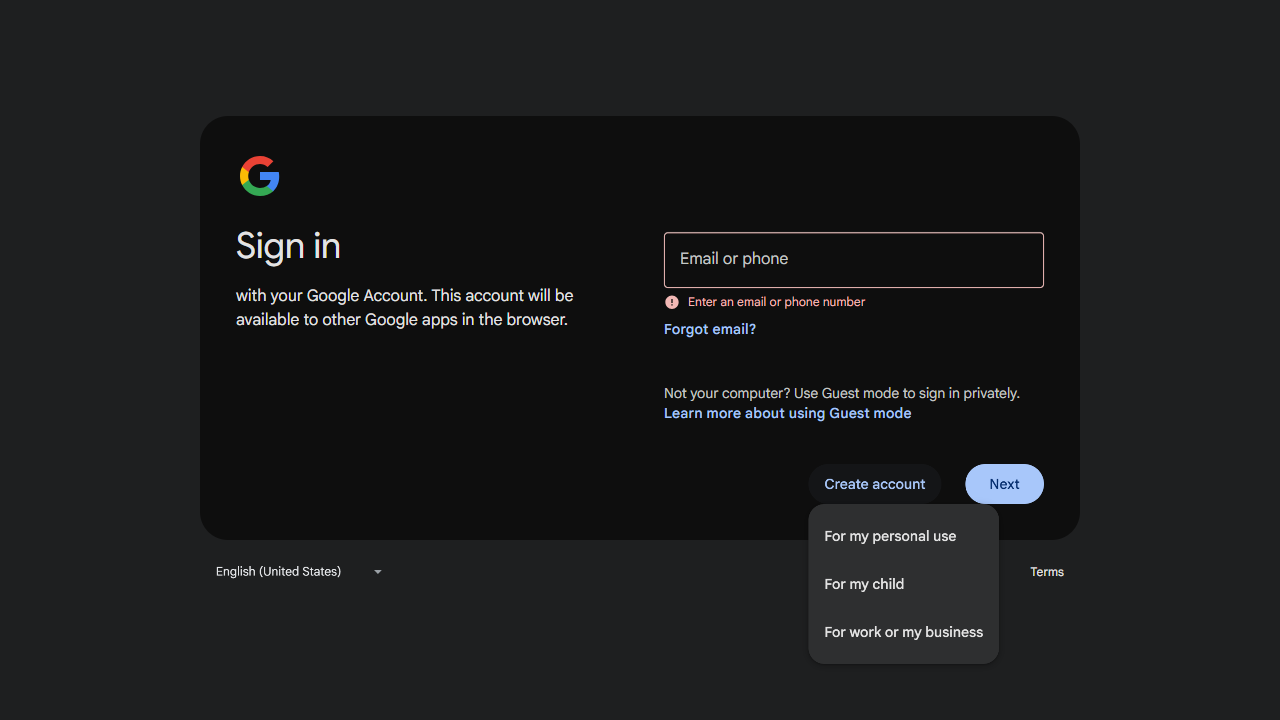 Sign in
with your Google Account. This account will be
available to other Google apps in the browser.
Email or phone
Enter an email or phone number
Forgot email?
Not your computer? Use Guest mode to sign in privately.
Learn more about using Guest mode
Create account
Next
For my personal use
For my child
For work or my business
English (United States)
Terms